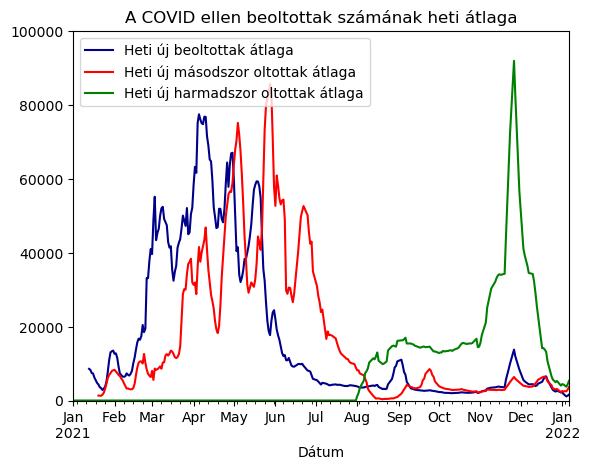 A COVID ellen beoltottak számának heti átlaga
Heti új beoltottak átlaga
Heti új másodszor oltottak átlaga
Heti új harmadszor oltottak átlaga
100000
80000
60000
40000
20000
0
Jan Feb Mar Apr May Jun Jul Aug Sep Oct Nov Dec Jan
2021 2022
Dátum